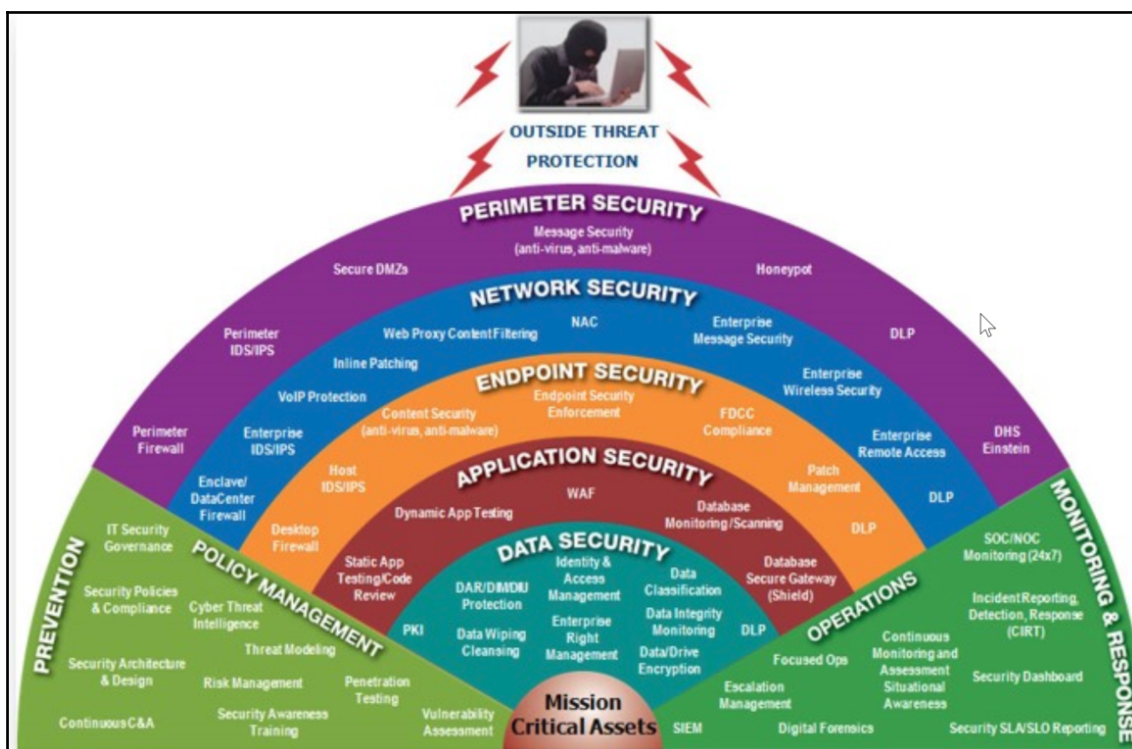 OUTSIDE THREAT
PROTECTION
PERIMETER SECURITY
Message Security
(anti-virus, anti-malware)
Secure DMZs
Honeypot
Perimeter
IDS/IPS
DLP
Perimeter
Firewall
DHS
Einstein
NETWORK SECURITY
NAC
Web Proxy Content Filtering
Enterprise
Message Security
Inline Patching
Enterprise
Wireless Security
VoIP Protection
Enterprise
IDS/IPS
Enterprise
Remote Access
Enclave/
DataCenter
Firewall
DLP
ENDPOINT SECURITY
Endpoint Security
Enforcement
Content Security
(anti-virus, anti-malware)
FDCC
Compliance
Host
IDS/IPS
Patch
Management
Desktop
Firewall
DLP
APPLICATION SECURITY
WAF
Dynamic App Testing
Database
Monitoring/Scanning
Static App
Testing/Code
Review
Database
Secure Gateway
(Shield)
DATA SECURITY
DAR/DIM/DIU
Protection
Identity &
Access
Management
Data
Classification
PKI
Data Wiping
Cleansing
Enterprise
Right
Management
Data Integrity
Monitoring
DLP
Data/Drive
Encryption
Mission
Critical Assets
PREVENTION
POLICY MANAGEMENT
IT Security
Governance
Security Policies
& Compliance
Cyber Threat
Intelligence
Threat Modeling
Security Architecture
& Design
Risk Management
Penetration
Testing
Continuous C&A
Security Awareness
Training
Vulnerability
Assessment
OPERATIONS
MONITORING & RESPONSE
SOC/NOC
Monitoring (24x7)
Incident Reporting,
Detection, Response
(CIRT)
Focused Ops
Continuous
Monitoring and
Assessment
Situational
Awareness
Security Dashboard
Escalation
Management
SIEM
Digital Forensics
Security SLA/SLO Reporting